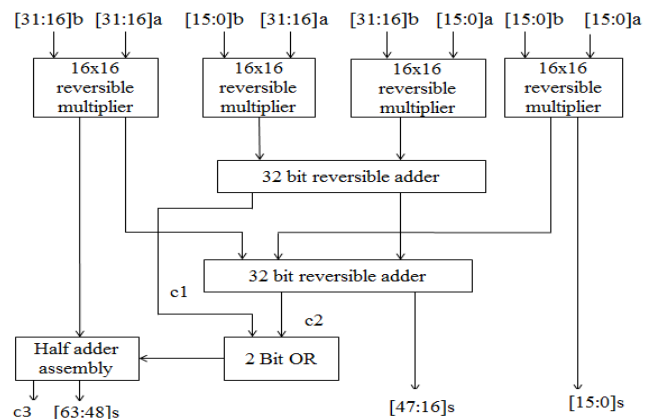 [31:16]b [31:16]a [15:0]b [31:16]a [31:16]b [15:0]a [15:0]b [15:0]a
16x16 reversible multiplier
16x16 reversible multiplier
16x16 reversible multiplier
16x16 reversible multiplier
32 bit reversible adder
32 bit reversible adder
c1
c2
Half adder assembly
2 Bit OR
c3 [63:48]s
[47:16]s
[15:0]s